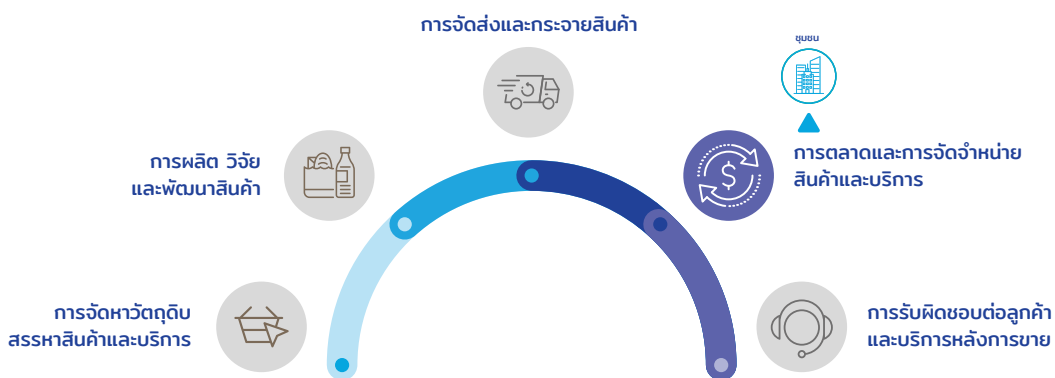 การจัดส่งและกระจายสินค้า
ชุมชน
การผลิต วิจัย
และพัฒนาสินค้า
การตลาดและการจัดจำหน่าย
สินค้าและบริการ
การจัดหาวัตถุดิบ
สรรหาสินค้าและบริการ
การรับผิดชอบต่อลูกค้า
และบริการหลังการขาย